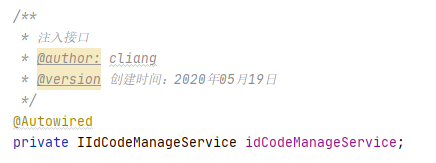 /**
 * 注入接口
 * @author: cliang
 * @version 创建时间：2020年05月19日
 */
@Autowired
private IIdCodeManageService idCodeManageService;